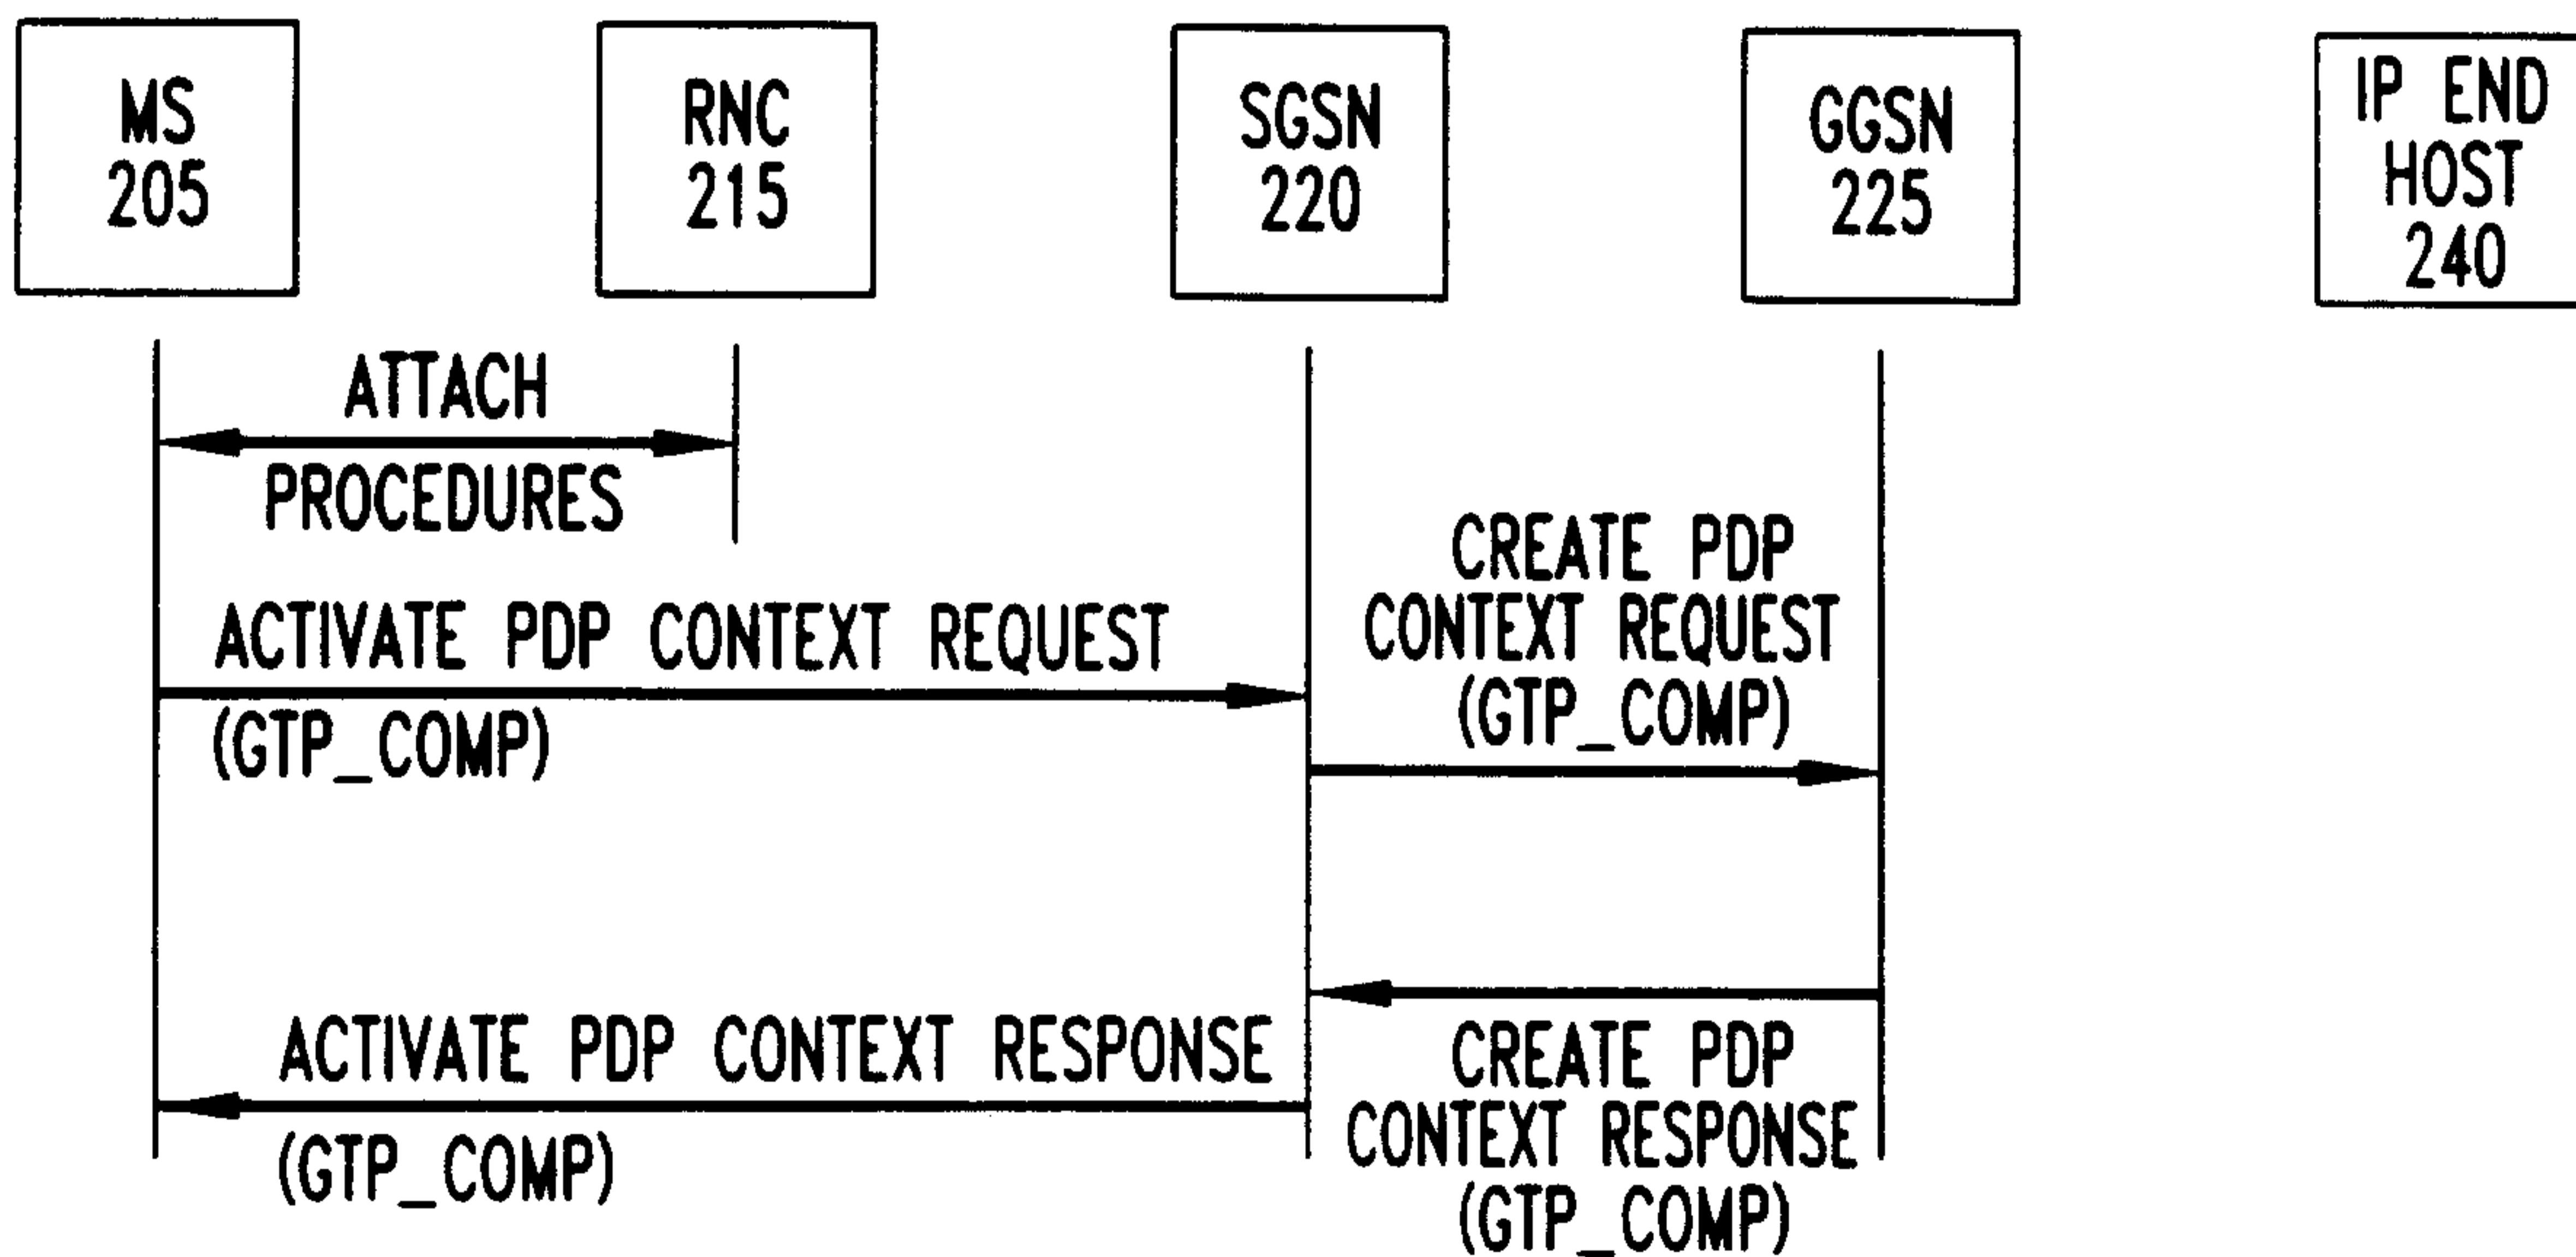 MS
205
RNC
215
SGSN
220
GGSN
225
IP END
HOST
240
ATTACH
PROCEDURES
ACTIVATE PDP CONTEXT REQUEST
(GTP_COMP)
CREATE PDP
CONTEXT REQUEST
(GTP_COMP)
ACTIVATE PDP CONTEXT RESPONSE
(GTP_COMP)
CREATE PDP
CONTEXT RESPONSE
(GTP_COMP)